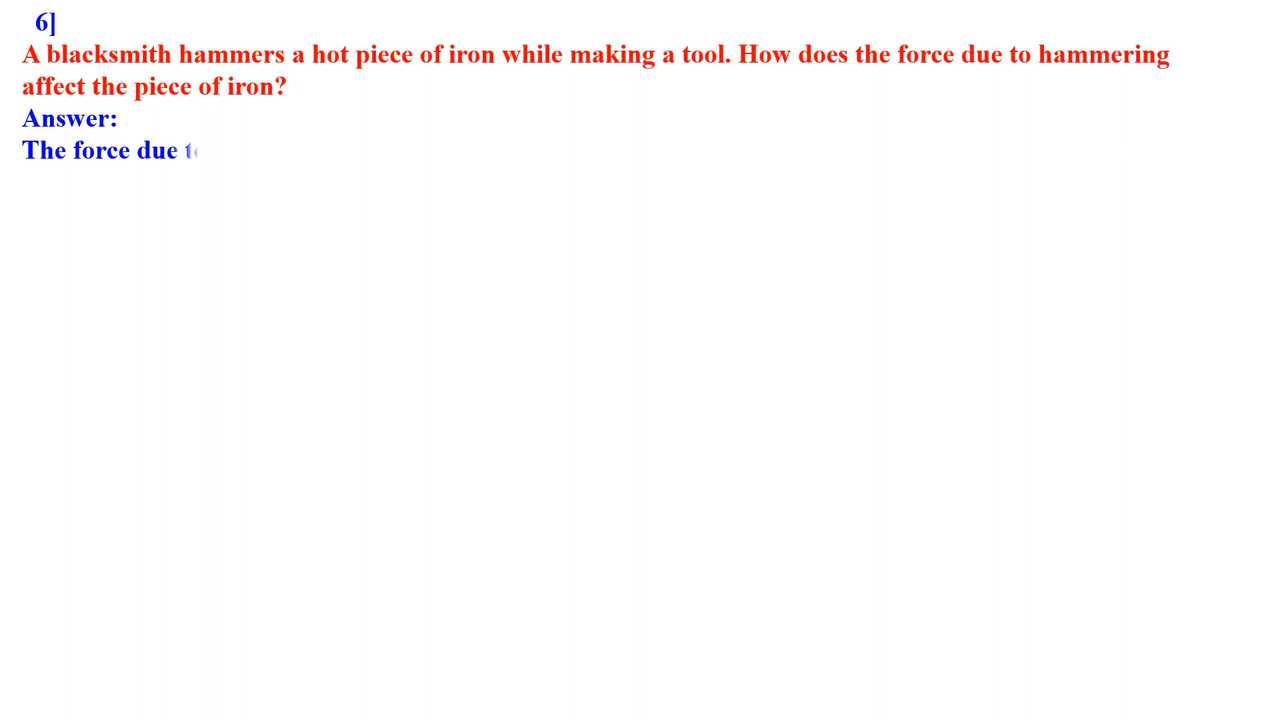 6]
A blacksmith hammers a hot piece of iron while making a tool. How does the force due to hammering
affect the piece of iron?
Answer:
The force due